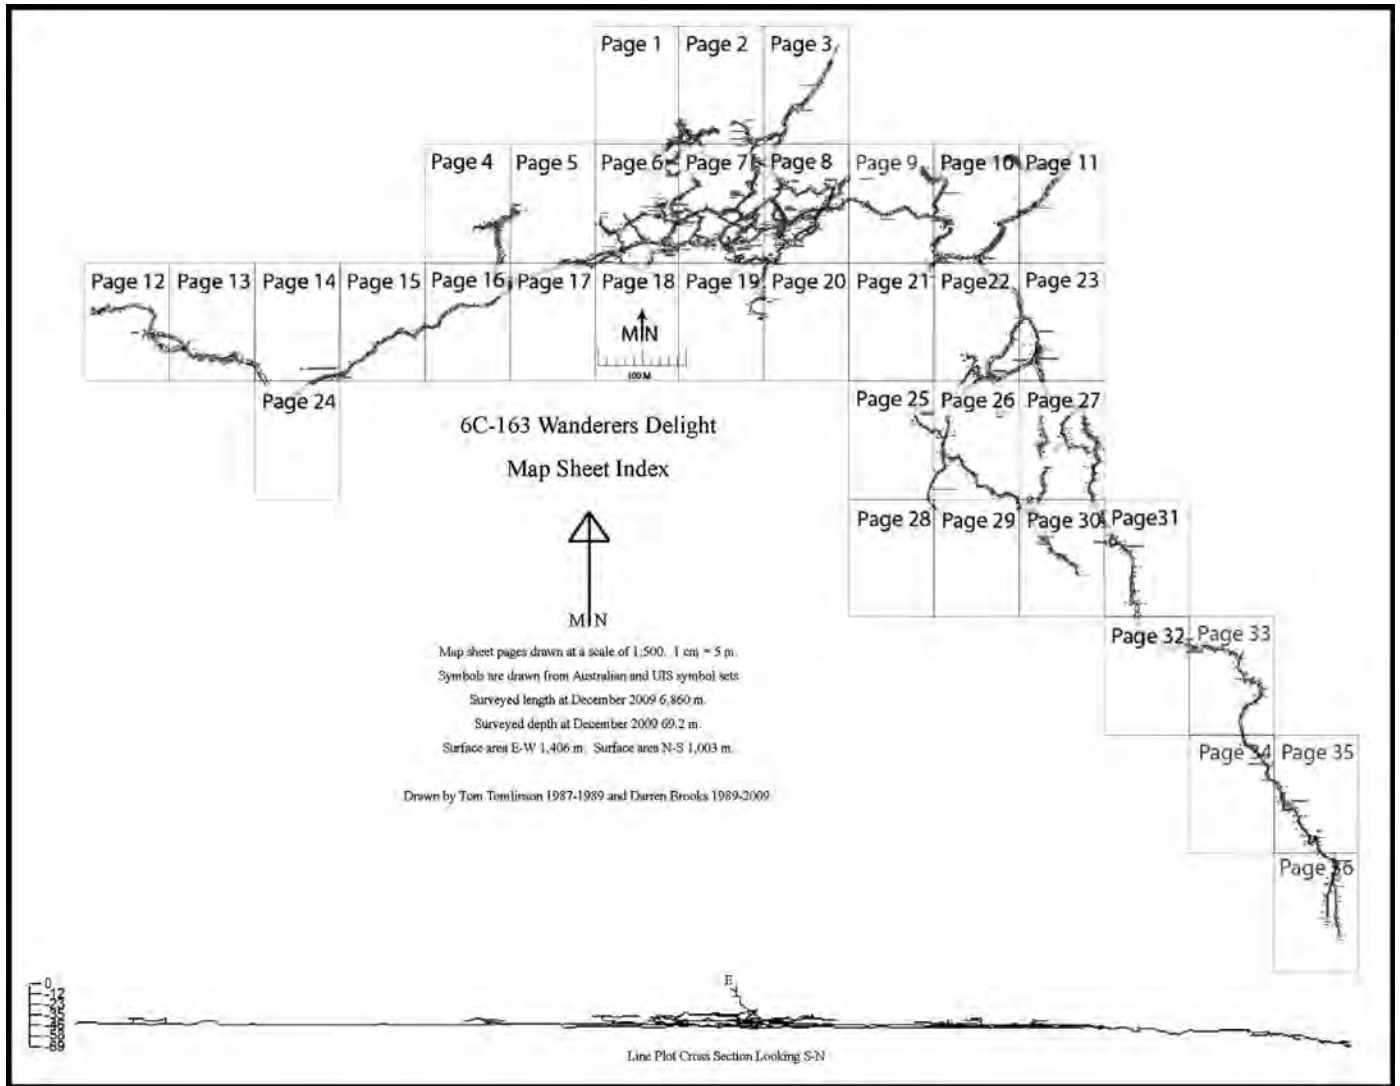 Page 1 Page 2 Page 3
Page 4 Page 5 Page 6 Page 7 Page 8 Page 9 Page 10 Page 11
Page 12 Page 13 Page 14 Page 15 Page 16 Page 17 Page 18 Page 19 Page 20 Page 21 Page22 Page 23
MN
100 M
Page 24
Page 25 Page 26 Page 27
6C-163 Wanderers Delight
Map Sheet Index
Page 28 Page 29 Page 30 Page31
MN
Page 32 Page 33
Map sheet pages drawn at a scale of 1:500. 1 cm = 5 m.
Symbols are drawn from Australian and UIS symbol sets
Surveyed length at December 2009 6,860 m.
Surveyed depth at December 2009 69.2 m.
Surface area E-W 1,406 m. Surface area N-S 1,003 m.
Page 34 Page 35
Drawn by Tom Tomlinson 1987-1989 and Darren Brooks 1989-2009
Page 36
E
0
-12
-23
-35
-46
-58
-69
Line Plot Cross Section Looking S-N